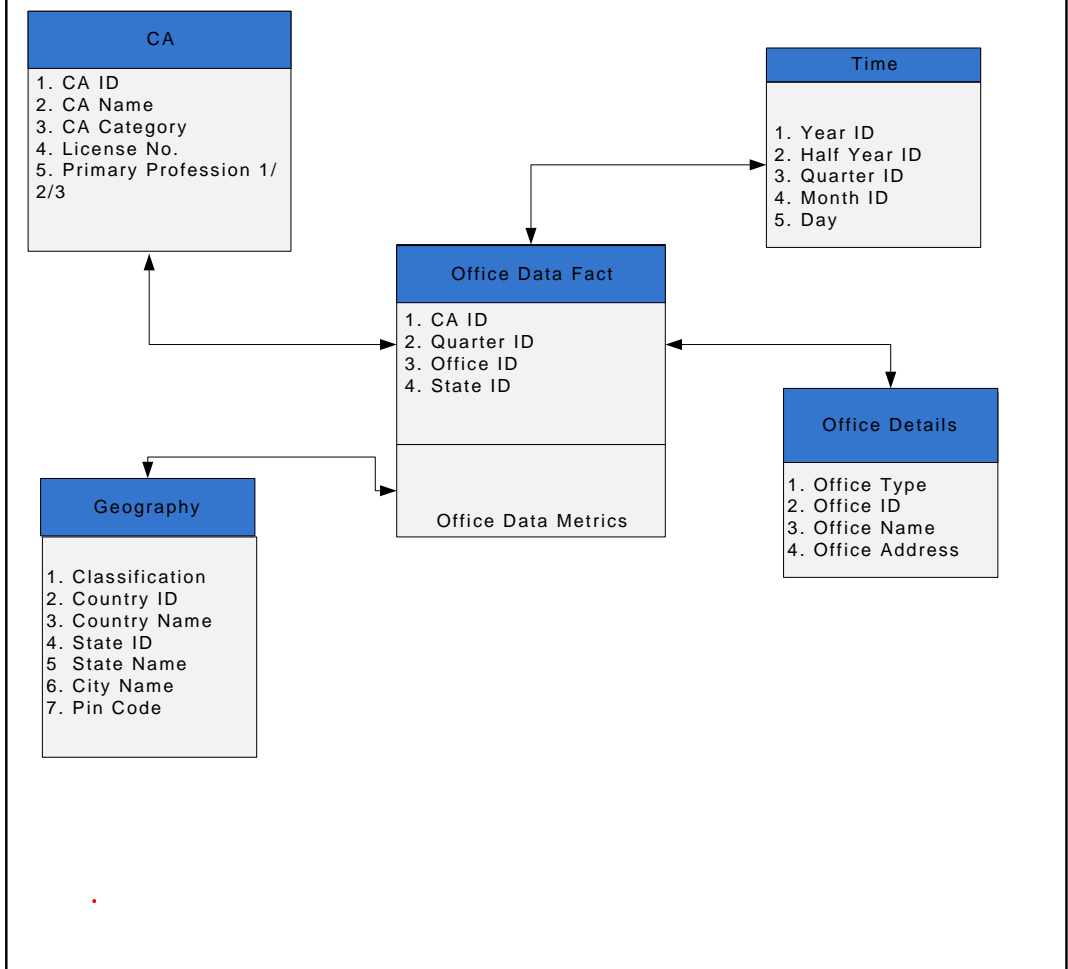 CA
1. CA ID
2. CA Name
3. CA Category
4. License No.
5. Primary Profession 1/
2/3
Time
1. Year ID
2. Half Year ID
3. Quarter ID
4. Month ID
5. Day
Office Data Fact
1. CA ID
2. Quarter ID
3. Office ID
4. State ID
Office Data Metrics
Office Details
1. Office Type
2. Office ID
3. Office Name
4. Office Address
Geography
1. Classification
2. Country ID
3. Country Name
4. State ID
5  State Name
6. City Name
7. Pin Code